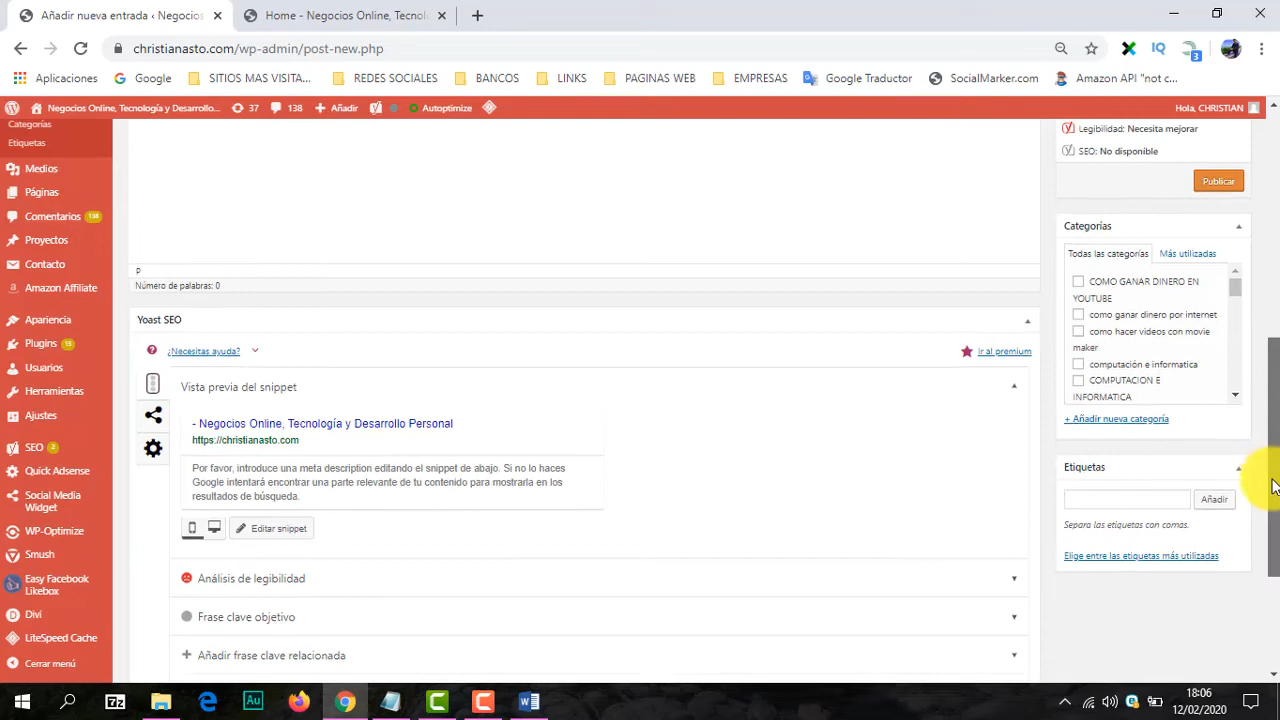 Añadir nueva entrada ‹ Negocios
Home - Negocios Online, Tecnol
christianasto.com/wp-admin/post-new.php
Aplicaciones
Google
SITIOS MAS VISITA...
REDES SOCIALES
BANCOS
LINKS
PAGINAS WEB
EMPRESAS
Google Traductor
SocialMarker.com
Amazon API "not c...
IQ
3
Negocios Online, Tecnología y Desarrollo...
37
138
Añadir
Autoptimize
Hola, CHRISTIAN
Categorías
Etiquetas
Medios
Páginas
Comentarios 138
Proyectos
Contacto
Amazon Affiliate
Apariencia
Plugins 15
Usuarios
Herramientas
Ajustes
SEO 2
Quick Adsense
Social Media
Widget
WP-Optimize
Smush
Easy Facebook
Likebox
Divi
LiteSpeed Cache
Cerrar menú
P
Número de palabras: 0
Yoast SEO
¿Necesitas ayuda?
Ir al premium
Vista previa del snippet
- Negocios Online, Tecnología y Desarrollo Personal
https://christianasto.com
Por favor, introduce una meta description editando el snippet de abajo. Si no lo haces
Google intentará encontrar una parte relevante de tu contenido para mostrarla en los
resultados de búsqueda.
Editar snippet
Análisis de legibilidad
Frase clave objetivo
Añadir frase clave relacionada
Legibilidad: Necesita mejorar
SEO: No disponible
Publicar
Categorías
Todas las categorías
Más utilizadas
COMO GANAR DINERO EN
YOUTUBE
como ganar dinero por internet
como hacer videos con movie
maker
computación e informatica
COMPUTACION E
INFORMATICA
+ Añadir nueva categoría
Etiquetas
Añadir
Separa las etiquetas con comas.
Elige entre las etiquetas más utilizadas
7z
Au
18:06
12/02/2020